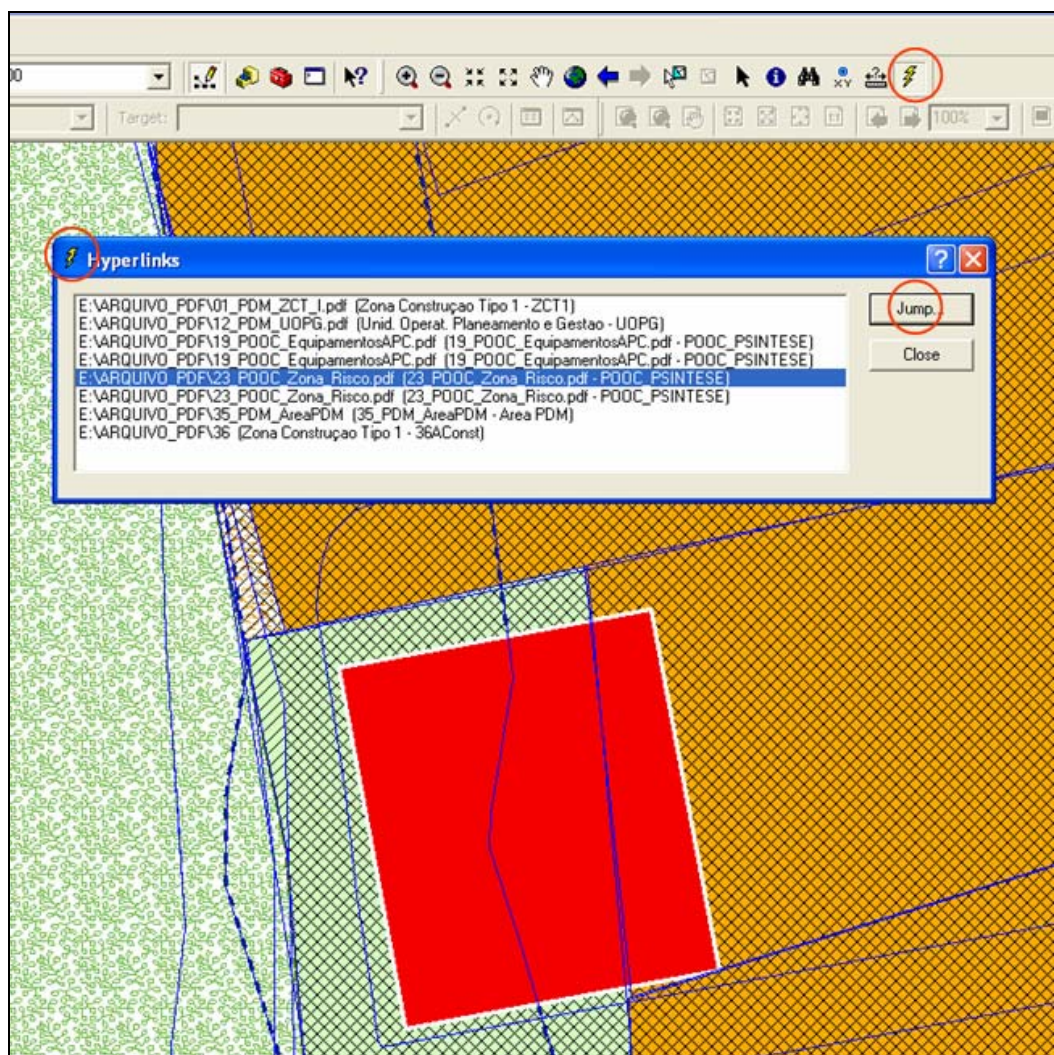 00
XY
Target:
100%
Hyperlinks
E:\ARQUIVO_PDF\01_PDM_ZCT_I.pdf (Zona Construçao Tipo 1 - ZCT1)
E:\ARQUIVO_PDF\12_PDM_UOPG.pdf (Unid. Operat. Planeamento e Gestao - UOPG)
E:\ARQUIVO_PDF\19_POOC_EquipamentosAPC.pdf (19_POOC_EquipamentosAPC.pdf - POOC_PSINTESE)
E:\ARQUIVO_PDF\19_POOC_EquipamentosAPC.pdf (19_POOC_EquipamentosAPC.pdf - POOC_PSINTESE)
E:\ARQUIVO_PDF\23_POOC_Zona_Risco.pdf (23_POOC_Zona_Risco.pdf - POOC_PSINTESE)
E:\ARQUIVO_PDF\23_POOC_Zona_Risco.pdf (23_POOC_Zona_Risco.pdf - POOC_PSINTESE)
E:\ARQUIVO_PDF\35_PDM_AreaPDM (35_PDM_AreaPDM - Area PDM)
E:\ARQUIVO_PDF\36 (Zona Construçao Tipo 1 - 36AConst)
Jump...
Close